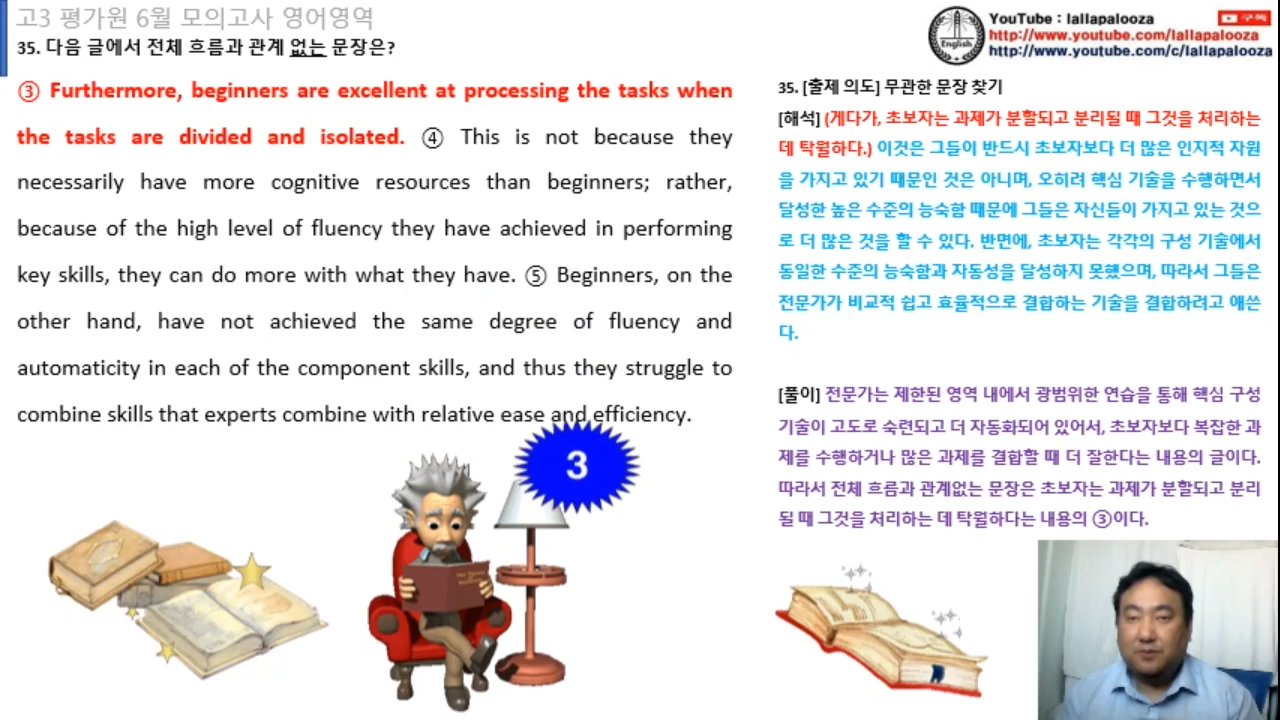 고3 평가원 6월 모의고사 영어영역
35. 다음 글에서 전체 흐름과 관계 없는 문장은?
③ Furthermore, beginners are excellent at processing the tasks when
the tasks are divided and isolated. ④ This is not because they
necessarily have more cognitive resources than beginners; rather,
because of the high level of fluency they have achieved in performing
key skills, they can do more with what they have. ⑤ Beginners, on the
other hand, have not achieved the same degree of fluency and
automaticity in each of the component skills, and thus they struggle to
combine skills that experts combine with relative ease and efficiency.
3
English
YouTube : lallapalooza
구독
http://www.youtube.com/lallapalooza
http://www.youtube.com/c/lallapalooza
35. [출제 의도] 무관한 문장 찾기
[해석] (게다가, 초보자는 과제가 분할되고 분리될 때 그것을 처리하는
데 탁월하다.) 이것은 그들이 반드시 초보자보다 더 많은 인지적 자원
을 가지고 있기 때문인 것은 아니며, 오히려 핵심 기술을 수행하면서
달성한 높은 수준의 능숙함 때문에 그들은 자신들이 가지고 있는 것으
로 더 많은 것을 할 수 있다. 반면에, 초보자는 각각의 구성 기술에서
동일한 수준의 능숙함과 자동성을 달성하지 못했으며, 따라서 그들은
전문가가 비교적 쉽고 효율적으로 결합하는 기술을 결합하려고 애쓴
다.
[풀이] 전문가는 제한된 영역 내에서 광범위한 연습을 통해 핵심 구성
기술이 고도로 숙련되고 더 자동화되어 있어서, 초보자보다 복잡한 과
제를 수행하거나 많은 과제를 결합할 때 더 잘한다는 내용의 글이다.
따라서 전체 흐름과 관계없는 문장은 초보자는 과제가 분할되고 분리
될 때 그것을 처리하는 데 탁월하다는 내용의 ③이다.